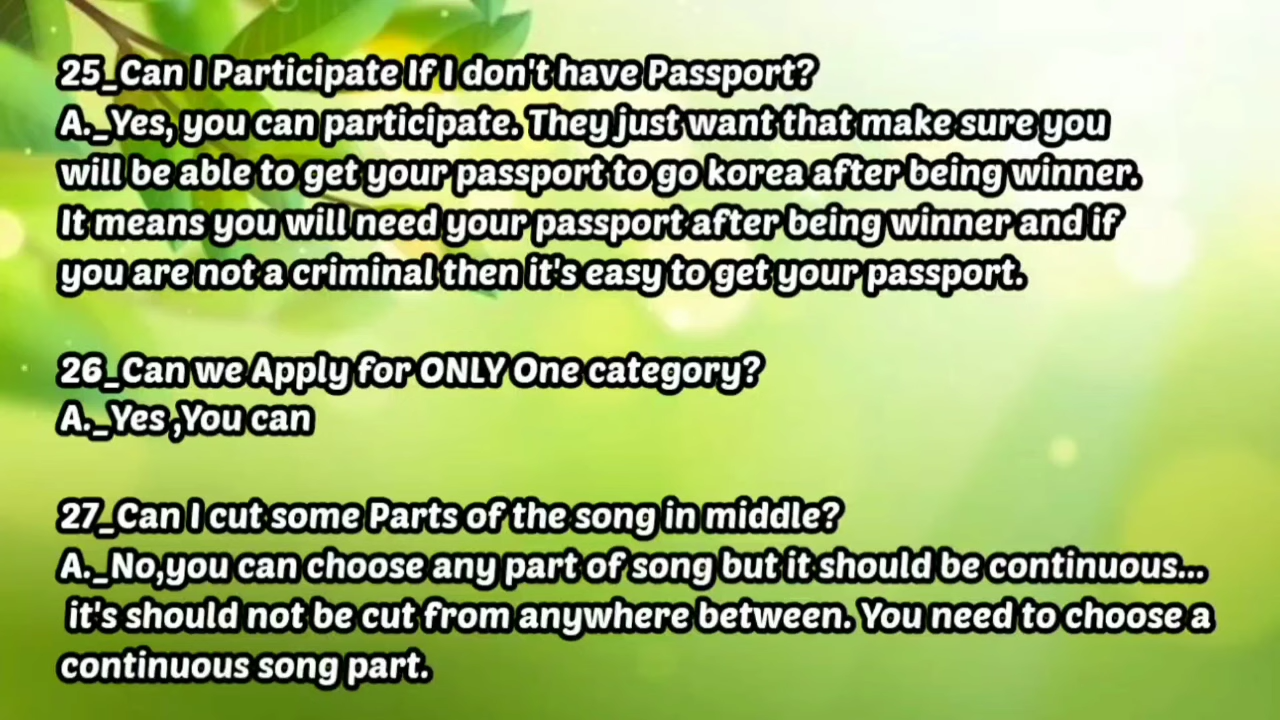 25_Can I Participate If I don't have Passport?
A._Yes, you can participate. They just want that make sure you
will be able to get your passport to go korea after being winner.
It means you will need your passport after being winner and if
you are not a criminal then it's easy to get your passport.
26_Can we Apply for ONLY One category?
A._Yes ,You can
27_Can I cut some Parts of the song in middle?
A._No,you can choose any part of song but it should be continuous...
it's should not be cut from anywhere between. You need to choose a
continuous song part.